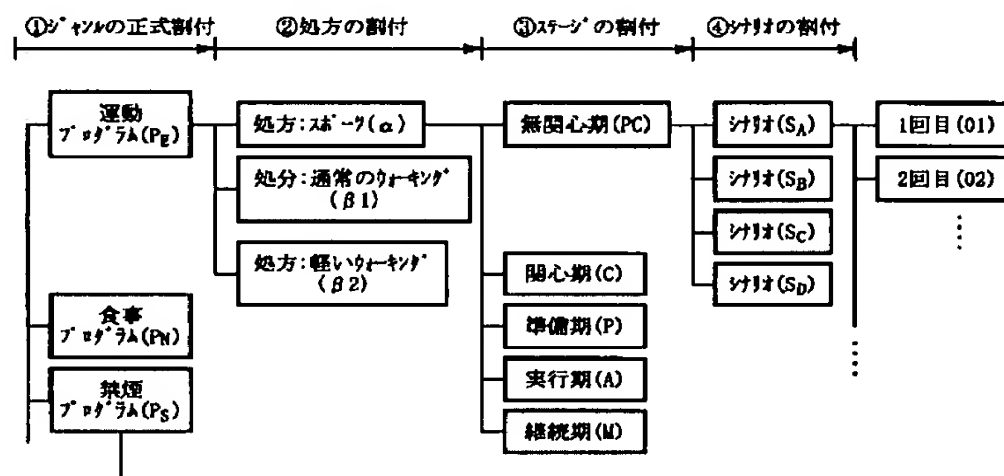 ①ｼﾞｬﾝﾙの正式割付
②処方の割付
③ｽﾃｰｼﾞの割付
④ｼﾅﾘｵの割付
運動
ﾌﾟﾛｸﾞﾗﾑ(PE)
処方:ｽﾎﾟｰﾂ(α)
無関心期(PC)
ｼﾅﾘｵ(SA)
1回目(01)
処分:通常のｳｫｰｷﾝｸﾞ
(β1)
ｼﾅﾘｵ(SB)
2回目(02)
ｼﾅﾘｵ(SC)
処方:軽いｳｫｰｷﾝｸﾞ
(β2)
関心期(C)
ｼﾅﾘｵ(SD)
食事
ﾌﾟﾛｸﾞﾗﾑ(PN)
準備期(P)
禁煙
ﾌﾟﾛｸﾞﾗﾑ(PS)
実行期(A)
継続期(M)